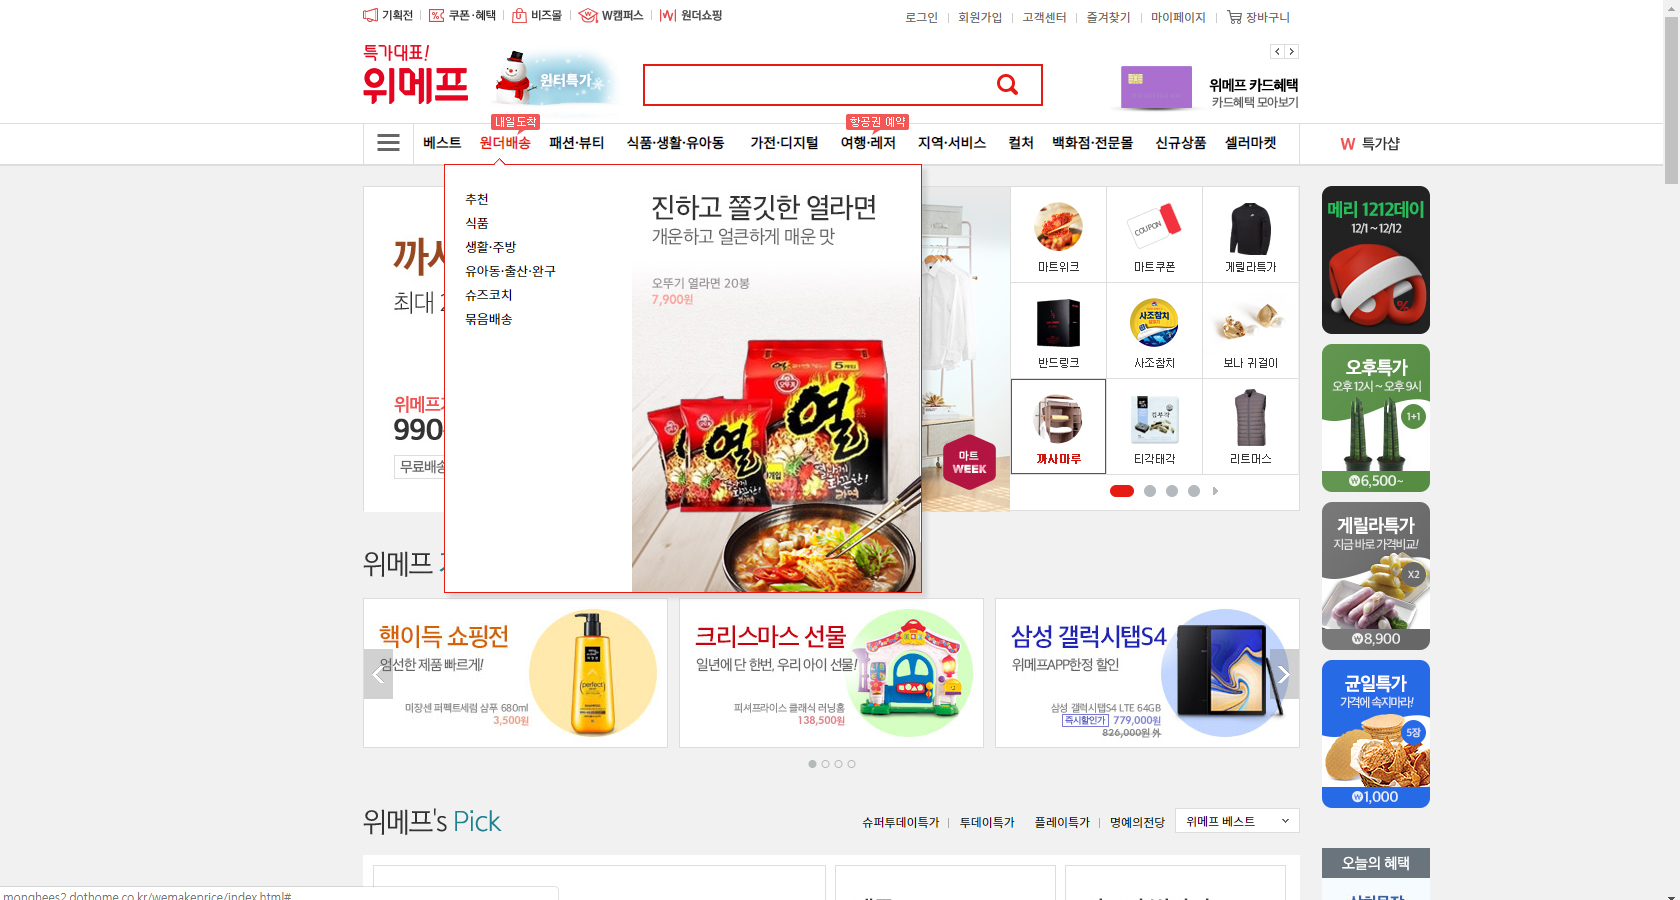 기획전
쿠폰·혜택
비즈몰
W캠퍼스
원더쇼핑
로그인
회원가입
고객센터
즐겨찾기
마이페이지
장바구니
특가대표!
위메프
윈터특가
위메프 카드혜택
카드혜택 모아보기
내일도착
항공권 예약
베스트
원더배송
패션·뷰티
식품·생활·유아동
가전·디지털
여행·레저
지역·서비스
컬처
백화점·전문몰
신규상품
셀러마켓
W 특가샵
추천
식품
생활·주방
유아동·출산·완구
슈즈코치
묶음배송
진하고 쫄깃한 열라면
개운하고 얼큰하게 매운 맛
오뚜기 열라면 20봉
7,900원
최대
위메프
990
무료배송
마트
WEEK
COUPON
마트위크
마트쿠폰
게릴라특가
사조참치
반드링크
사조참치
보나 귀걸이
까사마루
티각태각
리트머스
메리 1212데이
12/1 ~ 12/12
오후특가
오후 12시 ~ 오후 9시
1+1
₩6,500~
게릴라특가
지금 바로 가격비교!
X2
₩8,900
균일특가
가격에 속지마라!
5장
₩1,000
오늘의 혜택
위메프
핵이득 쇼핑전
엄선한 제품 빠르게!
미쟝센 퍼펙트세럼 샴푸 680ml
3,500원
perfect
크리스마스 선물
일년에 단 한번, 우리 아이 선물!
피셔프라이스 클래식 러닝홈
138,500원
삼성 갤럭시탭S4
위메프APP한정 할인
삼성 갤럭시탭S4 LTE 64GB
즉시할인가 779,000원
826,000원 외
위메프's Pick
슈퍼투데이특가
투데이특가
플레이특가
명예의전당
위메프 베스트
monghees2.dothome.co.kr/wemakeprice/index.html#